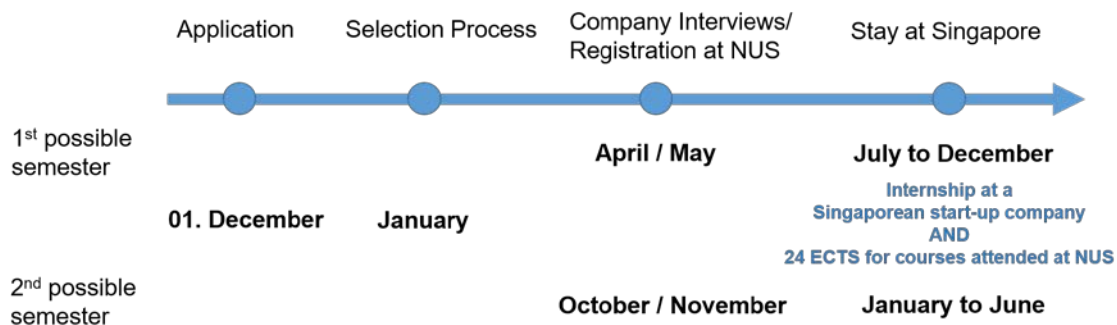 Application
Selection Process
Company Interviews/
Registration at NUS
Stay at Singapore
1st possible
semester
April / May
July to December
Internship at a
Singaporean start-up company
AND
24 ECTS for courses attended at NUS
01. December
January
2nd possible
semester
October / November
January to June